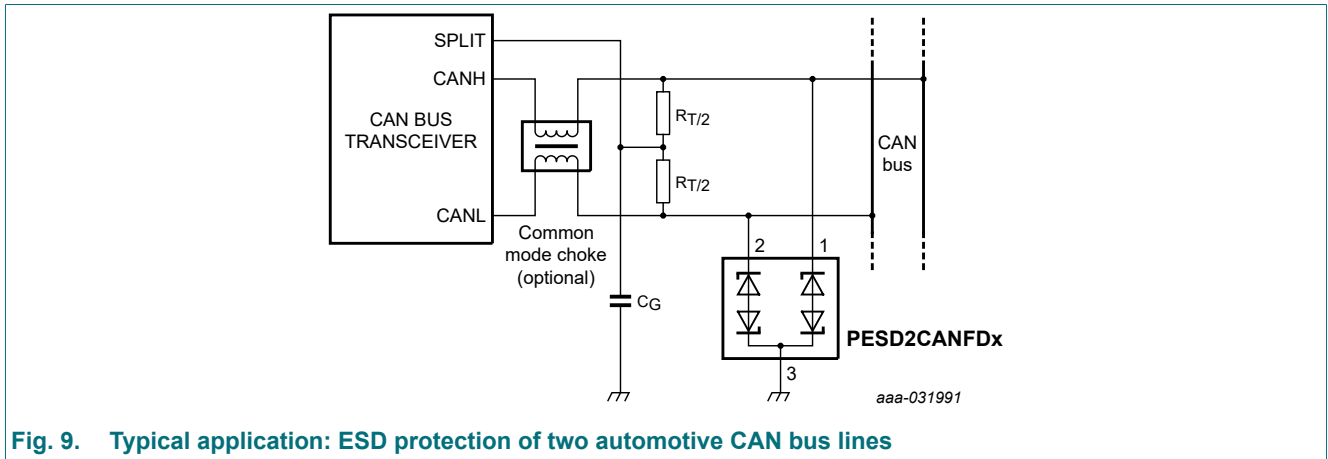 SPLIT
CANH
CAN BUS
TRANSCEIVER
CANL
Common
mode choke
(optional)
RT/2
RT/2
CG
CAN
bus
2
1
PESD2CANFDx
3
aaa-031991
Fig. 9. Typical application: ESD protection of two automotive CAN bus lines